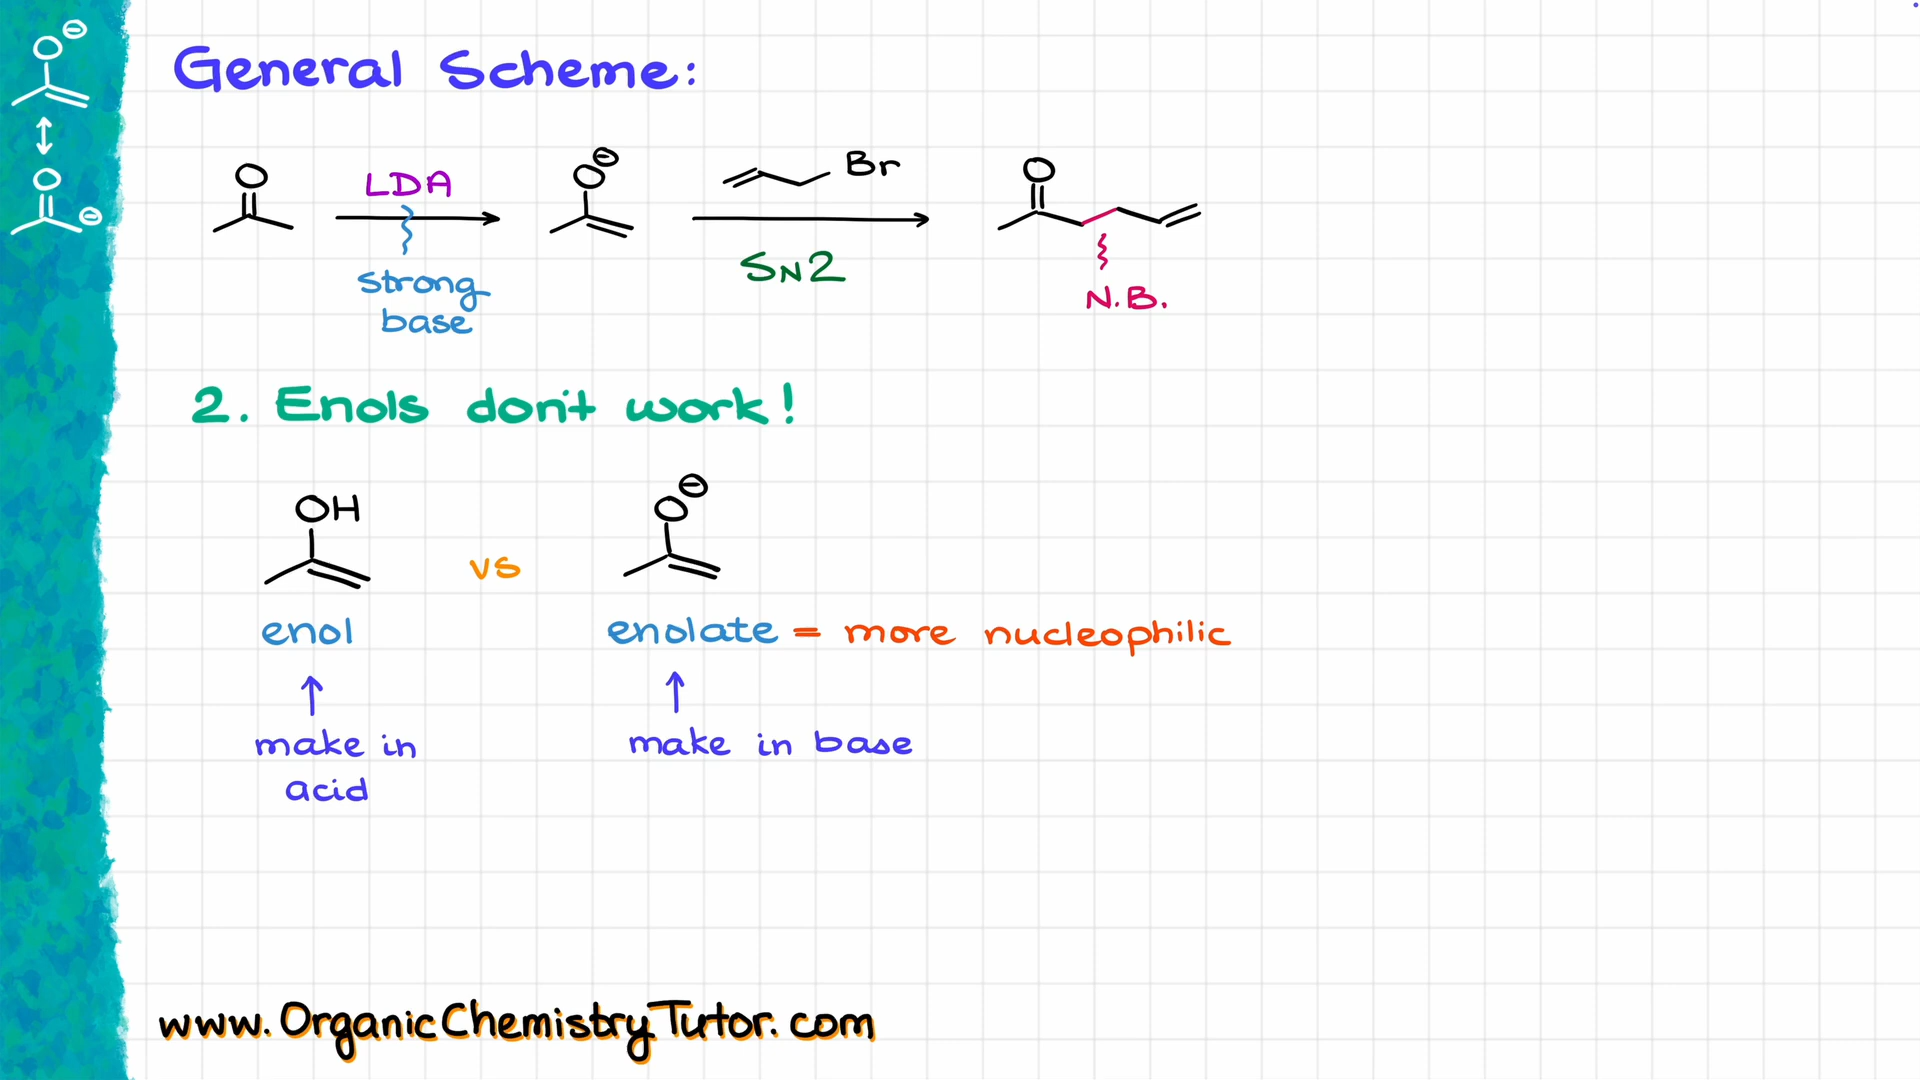 General Scheme:
O⊖
O
⊖
O
LDA
strong
base
O⊖
Br
SN2
O
N.B.
2. Enols don't work!
OH
vs
O⊖
enol
enolate = more nucleophilic
↑
↑
make in
acid
make in base
www.OrganicChemistryTutor.com